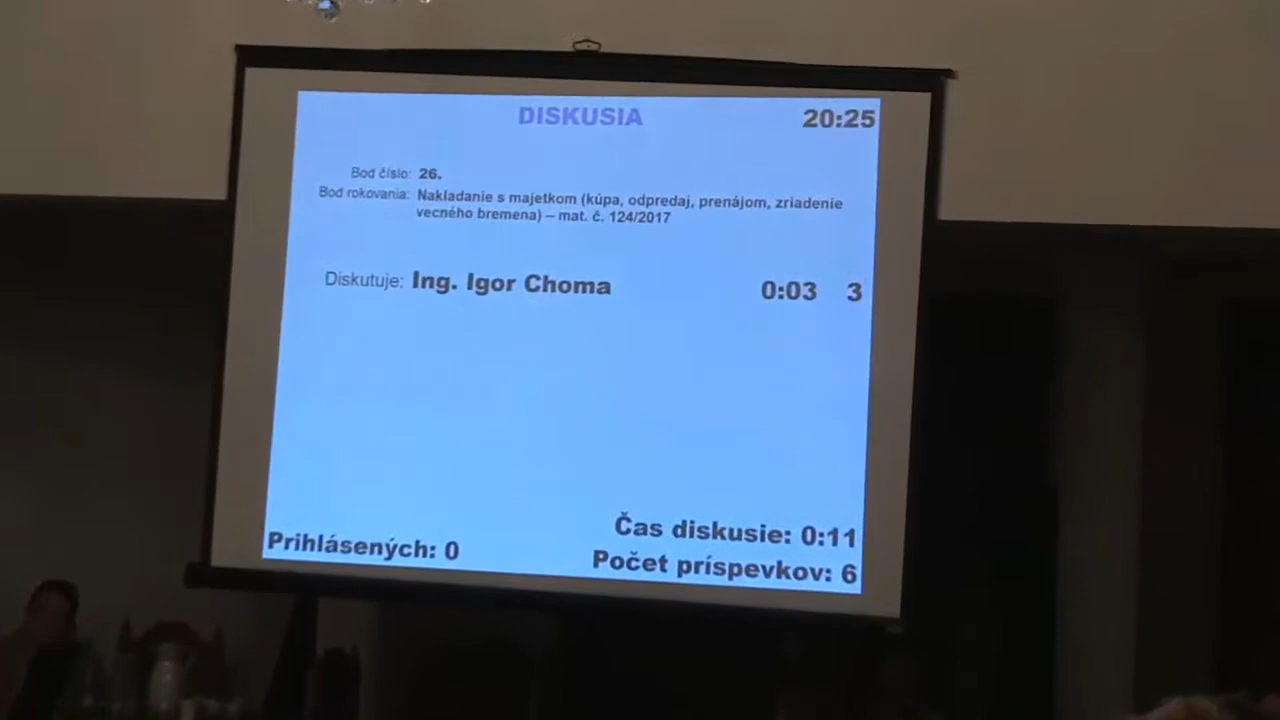 DISKUSIA 20:25
Bod číslo: 26.
Bod rokovania: Nakladanie s majetkom (kúpa, odpredaj, prenájom, zriadenie
vecného bremena) – mat. č. 124/2017
Diskutuje: Ing. Igor Choma 0:03 3
Čas diskusie: 0:11
Prihlásených: 0 Počet príspevkov: 6